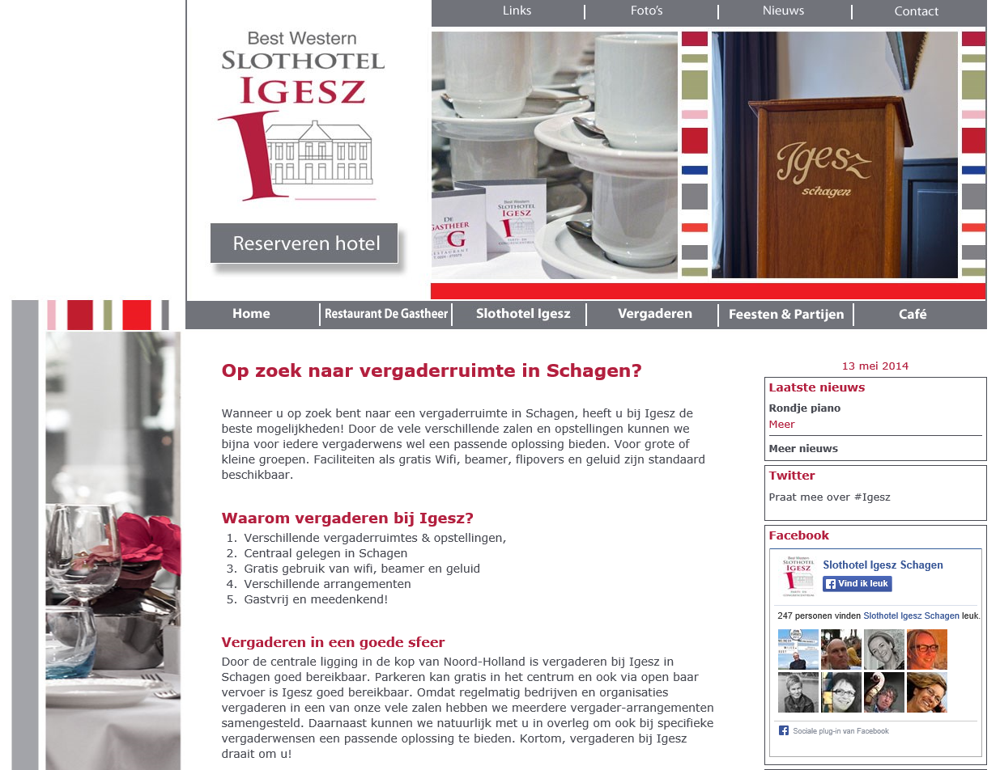 Links
Foto's
Nieuws
Contact
Best Western
SLOTHOTEL
IGESZ
Reserveren hotel
DE
GASTHEER
G
RESTAURANT
Best Western
SLOTHOTEL
IGESZ
Igesz
schagen
Home
Restaurant De Gastheer
Slothotel Igesz
Vergaderen
Feesten & Partijen
Café
Op zoek naar vergaderruimte in Schagen?
Wanneer u op zoek bent naar een vergaderruimte in Schagen, heeft u bij Igesz de
beste mogelijkheden! Door de vele verschillende zalen en opstellingen kunnen we
bijna voor iedere vergaderwens wel een passende oplossing bieden. Voor grote of
kleine groepen. Faciliteiten als gratis Wifi, beamer, flipovers en geluid zijn standaard
beschikbaar.
Waarom vergaderen bij Igesz?
1. Verschillende vergaderruimtes & opstellingen,
2. Centraal gelegen in Schagen
3. Gratis gebruik van wifi, beamer en geluid
4. Verschillende arrangementen
5. Gastvrij en meedenkend!
Vergaderen in een goede sfeer
Door de centrale ligging in de kop van Noord-Holland is vergaderen bij Igesz in
Schagen goed bereikbaar. Parkeren kan gratis in het centrum en ook via open baar
vervoer is Igesz goed bereikbaar. Omdat regelmatig bedrijven en organisaties
vergaderen in een van onze vele zalen hebben we meerdere vergader-arrangementen
samengesteld. Daarnaast kunnen we natuurlijk met u in overleg om ook bij specifieke
vergaderwensen een passende oplossing te bieden. Kortom, vergaderen bij Igesz
draait om u!
13 mei 2014
Laatste nieuws
Rondje piano
Meer
Meer nieuws
Twitter
Praat mee over #Igesz
Facebook
Best Western
SLOTHOTEL
IGESZ
Slothotel Igesz Schagen
Vind ik leuk
247 personen vinden Slothotel Igesz Schagen leuk.
Sociale plug-in van Facebook